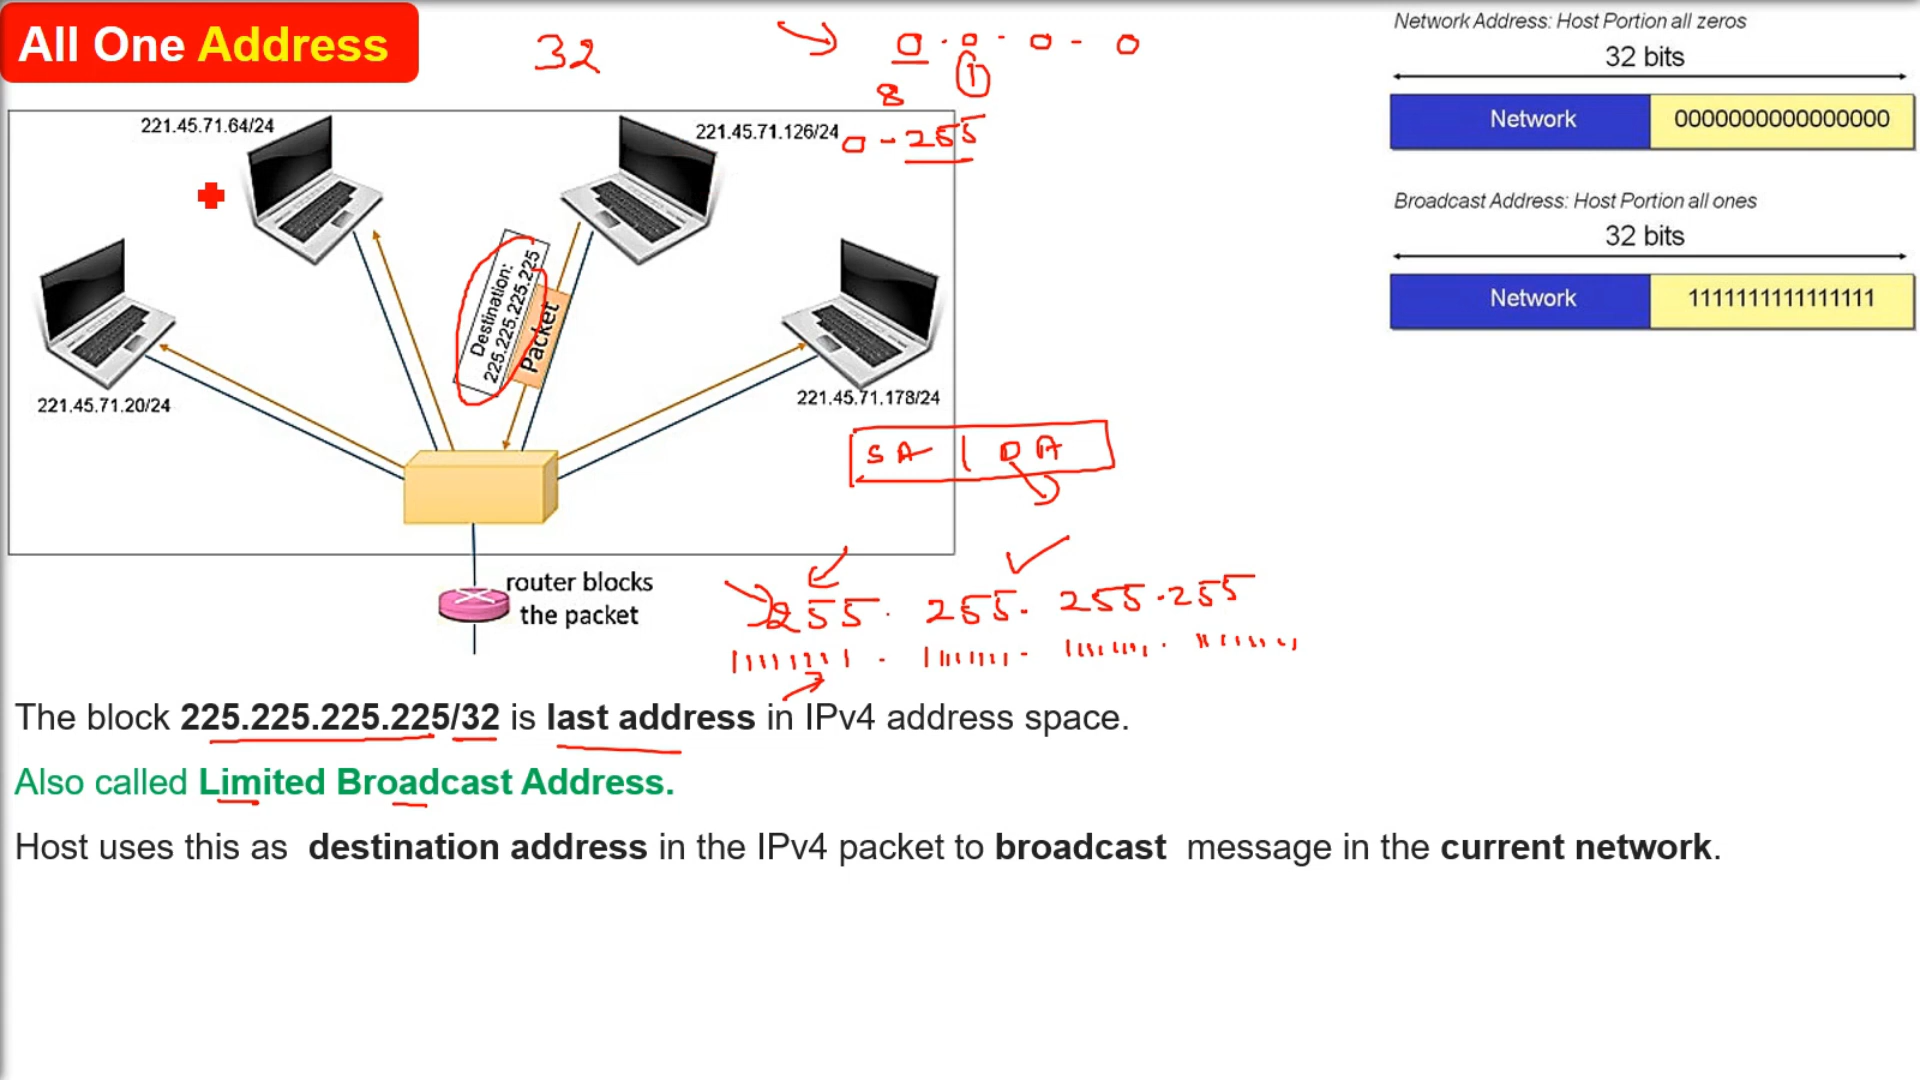 All One Address
32
0 . 0 . 0 - 0
8 1
0 - 255
221.45.71.64/24
221.45.71.126/24
Destination:
225.225.225.225
Packet
221.45.71.20/24
221.45.71.178/24
SA | DA
router blocks
the packet
255. 255. 255.255
11111111 . 11111111 . 11111111 . 11111111
The block 225.225.225.225/32 is last address in IPv4 address space.
Also called Limited Broadcast Address.
Host uses this as destination address in the IPv4 packet to broadcast message in the current network.
Network Address: Host Portion all zeros
32 bits
Network 0000000000000000
Broadcast Address: Host Portion all ones
32 bits
Network 1111111111111111